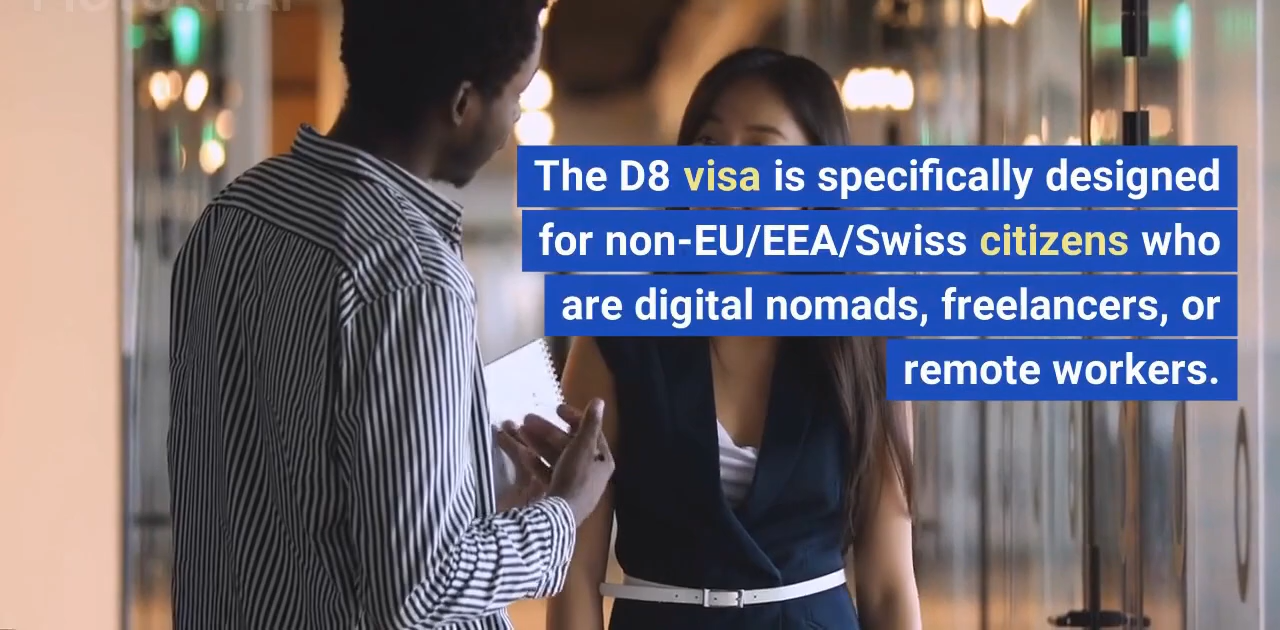 The D8 visa is specifically designed
for non-EU/EEA/Swiss citizens who
are digital nomads, freelancers, or
remote workers.